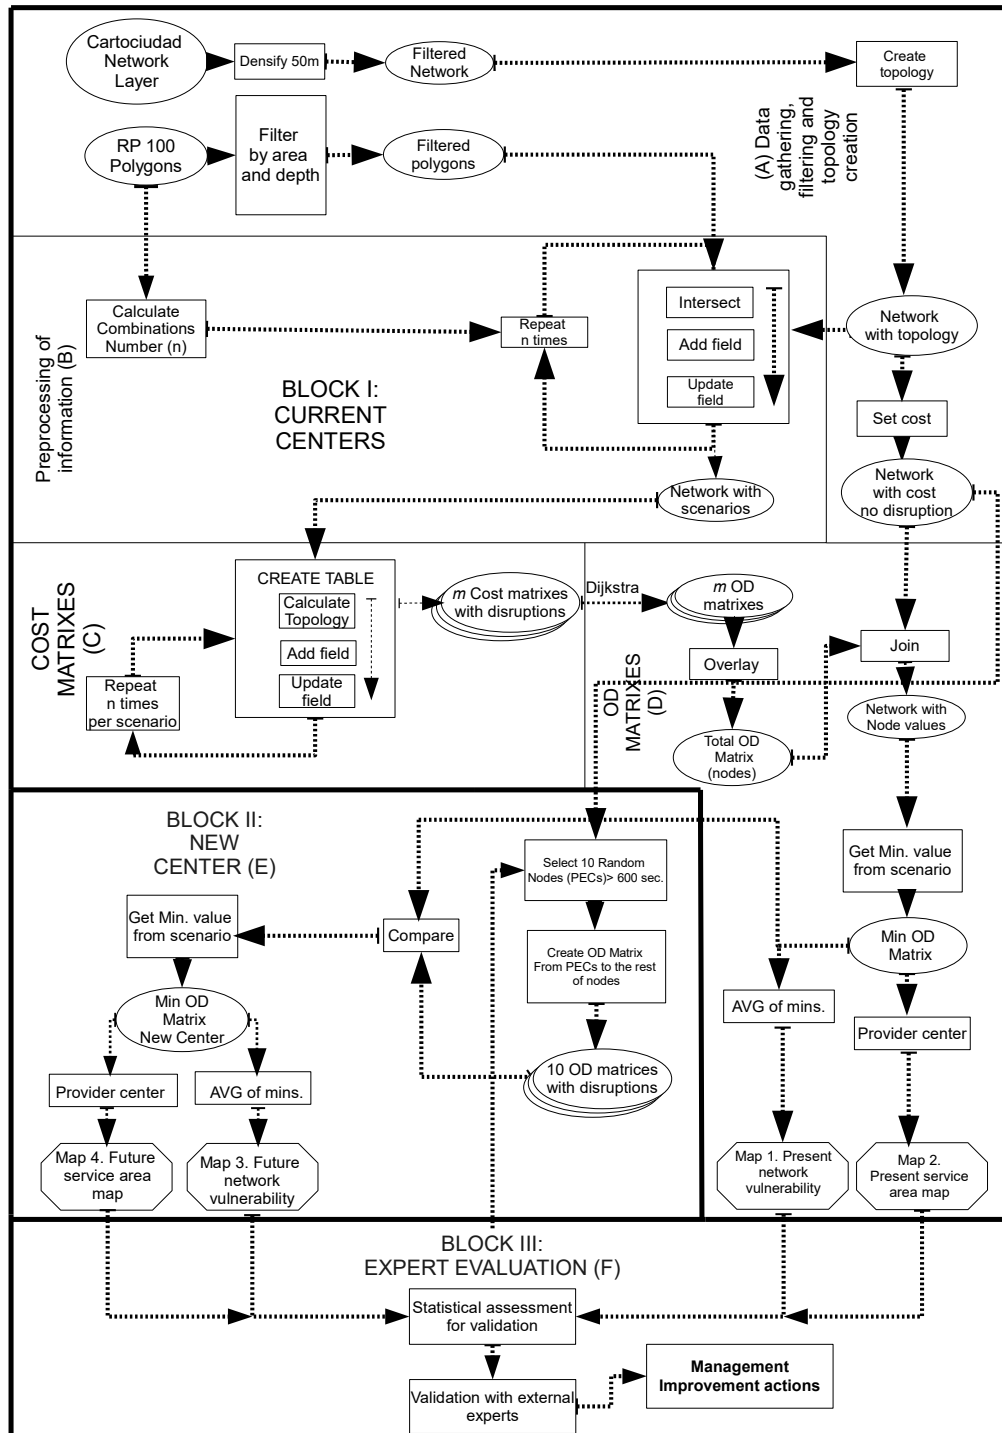 Cartociudad
Network
Layer
Densify 50m
Filtered
Network
Create
topology
RP 100
Polygons
Filter
by area
and depth
Filtered
polygons
(A) Data
gathering,
filtering and
topology
creation
Calculate
Combinations
Number (n)
Repeat
n times
Intersect
Add field
Update
field
Network
with topology
Preprocessing of
information (B)
BLOCK I:
CURRENT
CENTERS
Set cost
Network
with cost
no disruption
Network with
scenarios
COST
MATRIXES
(C)
CREATE TABLE
Calculate
Topology
Add field
Update
field
Repeat
n times
per scenario
m Cost matrixes
with disruptions
Dijkstra
m OD
matrixes
Overlay
OD
MATRIXES
(D)
Total OD
Matrix
(nodes)
Join
Network with
Node values
BLOCK II:
NEW
CENTER (E)
Select 10 Random
Nodes (PECs)> 600 sec.
Get Min. value
from scenario
Get Min. value
from scenario
Compare
Create OD Matrix
From PECs to the rest
of nodes
Min OD
Matrix
Min OD
Matrix
New Center
AVG of mins.
Provider center
10 OD matrices
with disruptions
Provider center
AVG of mins.
Map 4. Future
service area
map
Map 3. Future
network
vulnerability
Map 1. Present
network
vulnerability
Map 2.
Present service
area map
BLOCK III:
EXPERT EVALUATION (F)
Statistical assessment
for validation
Validation with external
experts
Management
Improvement actions